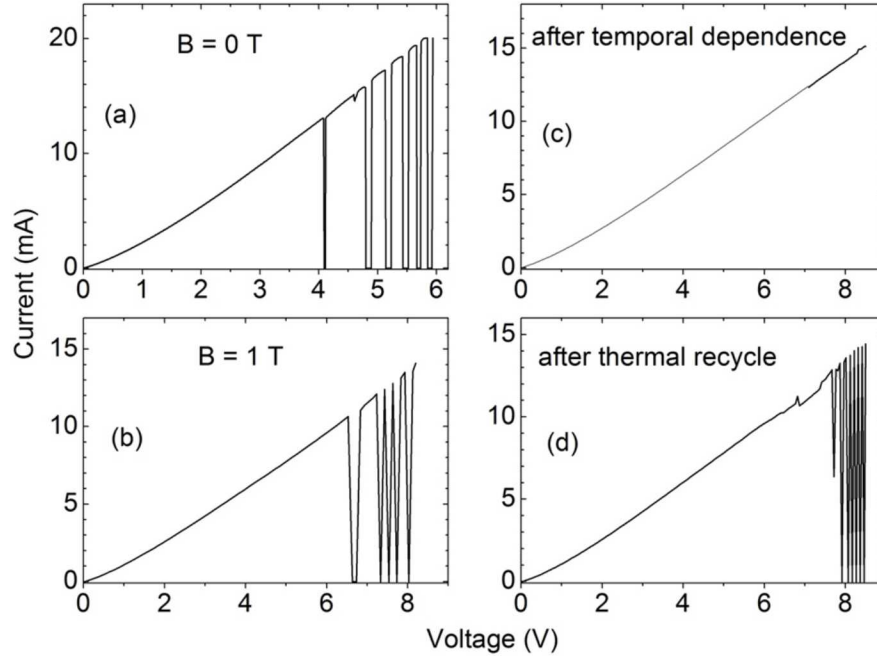 20
10
0
B = 0 T
(a)
0 1 2 3 4 5 6
15
10
5
0
after temporal dependence
(c)
0 2 4 6 8
Current (mA)
15
10
5
0
B = 1 T
(b)
0 2 4 6 8
15
10
5
0
after thermal recycle
(d)
0 2 4 6 8
Voltage (V)